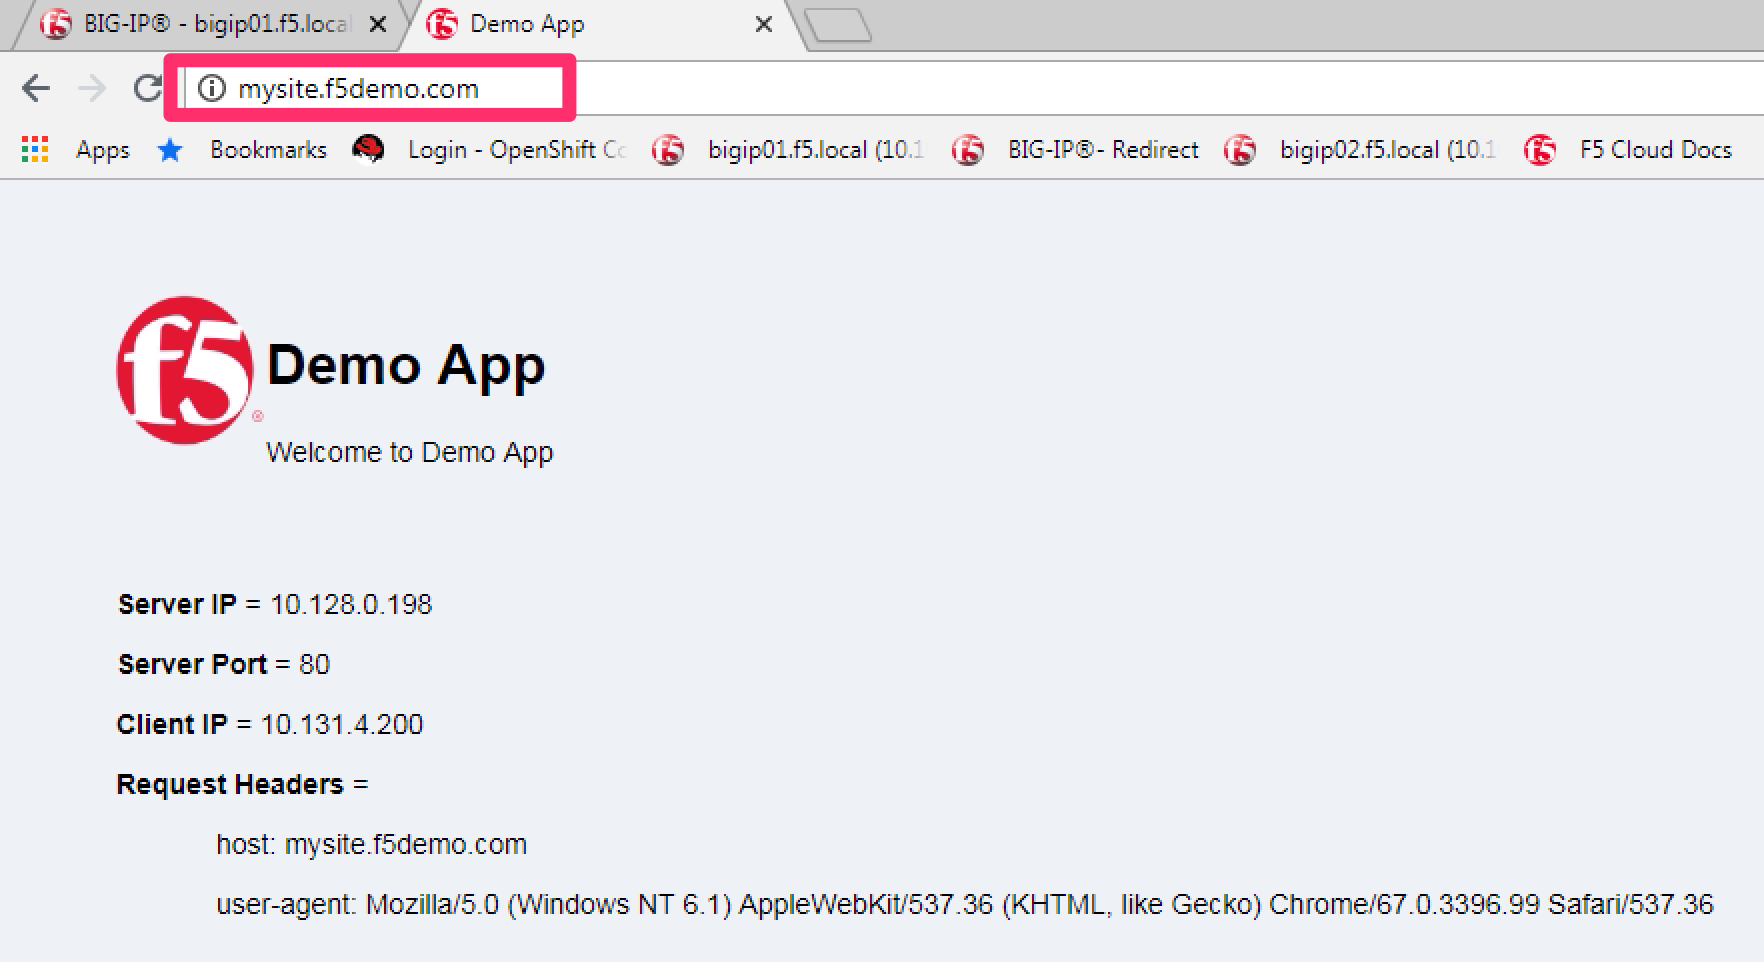 BIG-IP® - bigip01.f5.loca
Demo App
mysite.f5demo.com
Apps
Bookmarks
Login - OpenShift Co
bigip01.f5.local (10.1
BIG-IP®- Redirect
bigip02.f5.local (10.1
F5 Cloud Docs
f5®
Demo App
Welcome to Demo App
Server IP = 10.128.0.198
Server Port = 80
Client IP = 10.131.4.200
Request Headers =
host: mysite.f5demo.com
user-agent: Mozilla/5.0 (Windows NT 6.1) AppleWebKit/537.36 (KHTML, like Gecko) Chrome/67.0.3396.99 Safari/537.36